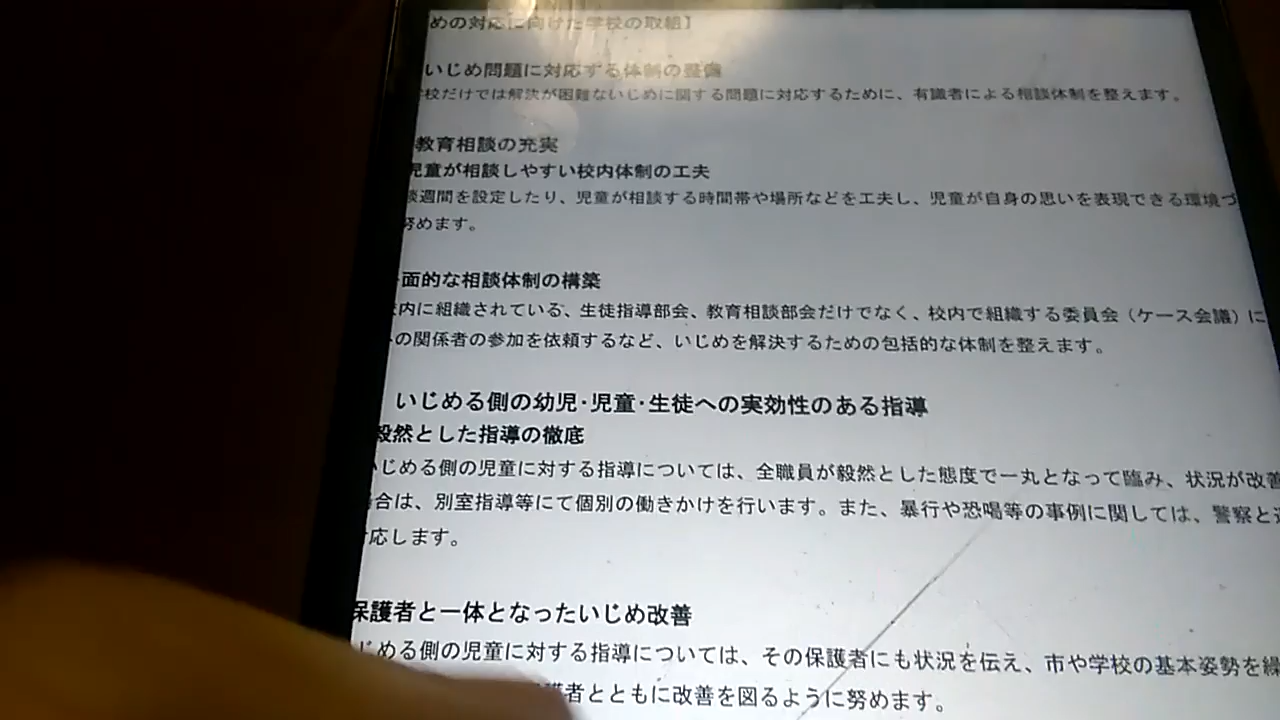 めの対応に向けた学校の取組】
いじめ問題に対応する体制の整備
校だけでは解決が困難ないじめに関する問題に対応するために、有識者による相談体制を整えます。
教育相談の充実
児童が相談しやすい校内体制の工夫
談週間を設定したり、児童が相談する時間帯や場所などを工夫し、児童が自身の思いを表現できる環境づ
努めます。
面的な相談体制の構築
内に組織されている、生徒指導部会、教育相談部会だけでなく、校内で組織する委員会（ケース会議）に
の関係者の参加を依頼するなど、いじめを解決するための包括的な体制を整えます。
いじめる側の幼児・児童・生徒への実効性のある指導
毅然とした指導の徹底
いじめる側の児童に対する指導については、全職員が毅然とした態度で一丸となって臨み、状況が改善
合は、別室指導等にて個別の働きかけを行います。また、暴行や恐喝等の事例に関しては、警察と
応します。
保護者と一体となったいじめ改善
じめる側の児童に対する指導については、その保護者にも状況を伝え、市や学校の基本姿勢を
護者とともに改善を図るように努めます。